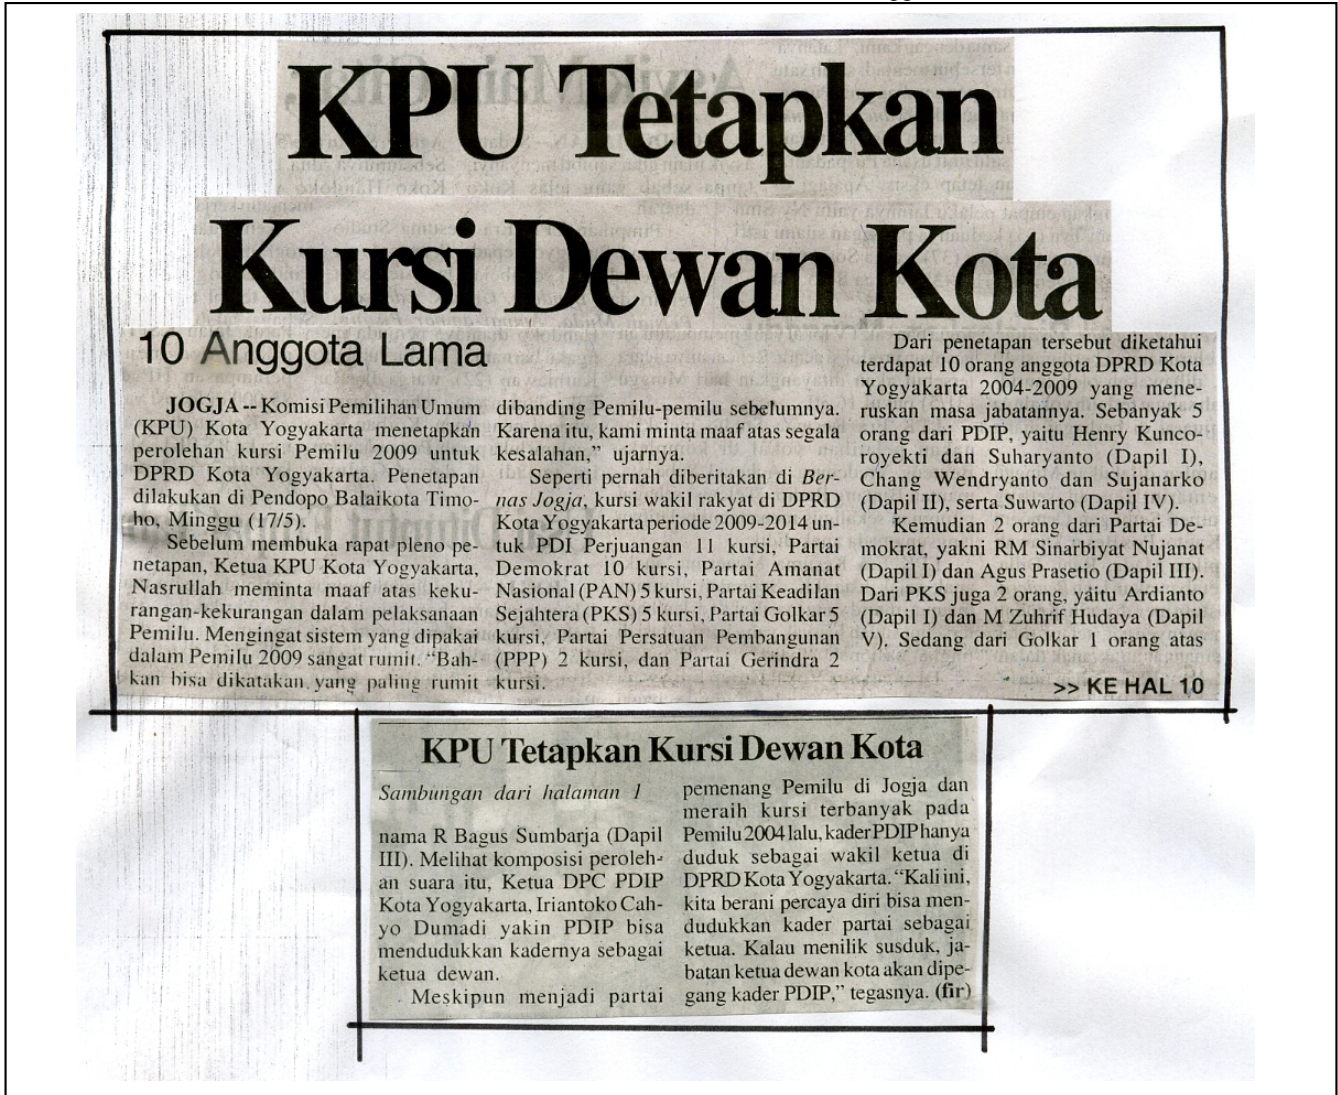 KPU Tetapkan
Kursi Dewan Kota
10 Anggota Lama
JOGJA -- Komisi Pemilihan Umum
(KPU) Kota Yogyakarta menetapkan
perolehan kursi Pemilu 2009 untuk
DPRD Kota Yogyakarta. Penetapan
dilakukan di Pendopo Balaikota Timo-
ho, Minggu (17/5).
Sebelum membuka rapat pleno pe-
netapan, Ketua KPU Kota Yogyakarta,
Nasrullah meminta maaf atas keku-
rangan-kekurangan dalam pelaksanaan
Pemilu. Mengingat sistem yang dipakai
dalam Pemilu 2009 sangat rumit. “Bah-
kan bisa dikatakan yang paling rumit
dibanding Pemilu-pemilu sebelumnya.
Karena itu, kami minta maaf atas segala
kesalahan,” ujarnya.
Seperti pernah diberitakan di Ber-
nas Jogja, kursi wakil rakyat di DPRD
Kota Yogyakarta periode 2009-2014 un-
tuk PDI Perjuangan 11 kursi, Partai
Demokrat 10 kursi, Partai Amanat
Nasional (PAN) 5 kursi, Partai Keadilan
Sejahtera (PKS) 5 kursi, Partai Golkar 5
kursi, Partai Persatuan Pembangunan
(PPP) 2 kursi, dan Partai Gerindra 2
kursi.
Dari penetapan tersebut diketahui
terdapat 10 orang anggota DPRD Kota
Yogyakarta 2004-2009 yang mene-
ruskan masa jabatannya. Sebanyak 5
orang dari PDIP, yaitu Henry Kunco-
royekti dan Suharyanto (Dapil I),
Chang Wendryanto dan Sujanarko
(Dapil II), serta Suwarto (Dapil IV).
Kemudian 2 orang dari Partai De-
mokrat, yakni RM Sinarbiyat Nujanat
(Dapil I) dan Agus Prasetio (Dapil III).
Dari PKS juga 2 orang, yaitu Ardianto
(Dapil I) dan M Zuhrif Hudaya (Dapil
V). Sedang dari Golkar 1 orang atas
>> KE HAL 10
KPU Tetapkan Kursi Dewan Kota
Sambungan dari halaman 1
nama R Bagus Sumbarja (Dapil
III). Melihat komposisi peroleh-
an suara itu, Ketua DPC PDIP
Kota Yogyakarta, Iriantoko Cah-
yo Dumadi yakin PDIP bisa
mendudukkan kadernya sebagai
ketua dewan.
Meskipun menjadi partai
pemenang Pemilu di Jogja dan
meraih kursi terbanyak pada
Pemilu 2004 lalu, kader PDIP hanya
duduk sebagai wakil ketua di
DPRD Kota Yogyakarta. “Kali ini,
kita berani percaya diri bisa men-
dudukkan kader partai sebagai
ketua. Kalau menilik susduk, ja-
batan ketua dewan kota akan dipe-
gang kader PDIP,” tegasnya. (fir)